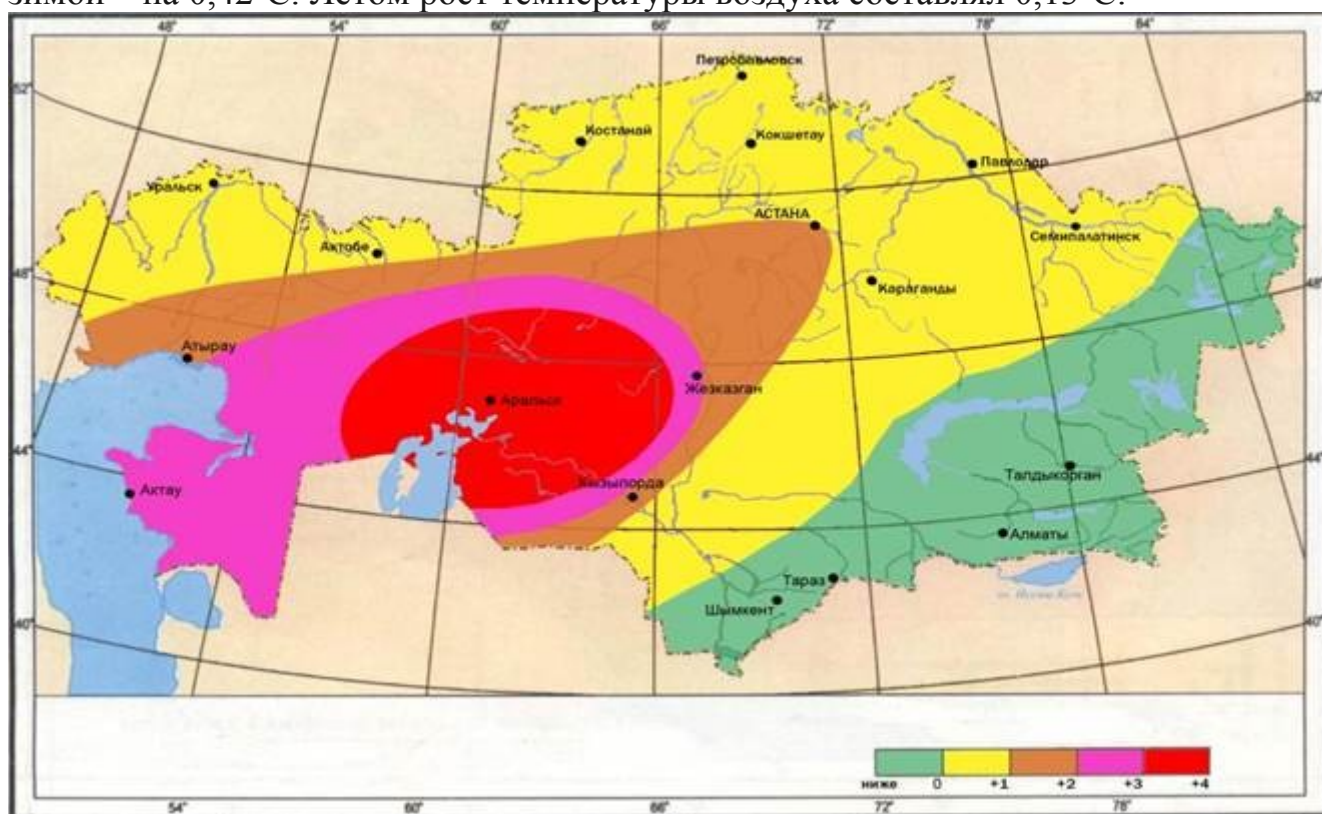 зимой – на 0,42°С. Летом рост температуры воздуха составлял 0,15°С.
48° 54° 60° 66° 72° 78° 84°
Петропавловск
52° 52°
Костанай Кокшетау
Павлодар
Уральск
АСТАНА
Семипалатинск
Актобе
48° 48°
Караганды
Атырау
Жезказган
Аральск
44° 44°
Талдыкорган
Актау Кызылорда
Алматы
Тараз
Шымкент
40° 40°
ниже 0 +1 +2 +3 +4
54° 60° 66° 72° 78°